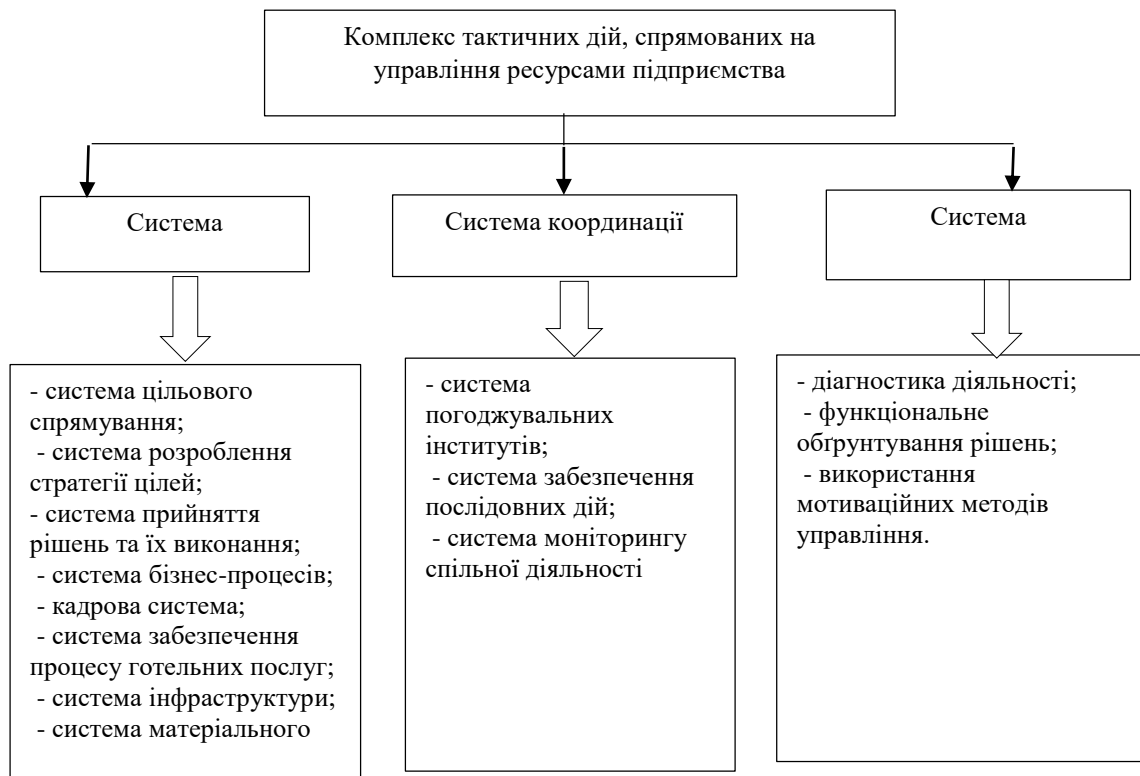 Комплекс тактичних дій, спрямованих на
управління ресурсами підприємства
Система
Система координації
Система
- система цільового
спрямування;
- система розроблення
стратегії цілей;
- система прийняття
рішень та їх виконання;
- система бізнес-процесів;
- кадрова система;
- система забезпечення
процесу готельних послуг;
- система інфраструктури;
- система матеріального
- система
погоджувальних
інститутів;
- система забезпечення
послідовних дій;
- система моніторингу
спільної діяльності
- діагностика діяльності;
- функціональне
обґрунтування рішень;
- використання
мотиваційних методів
управління.